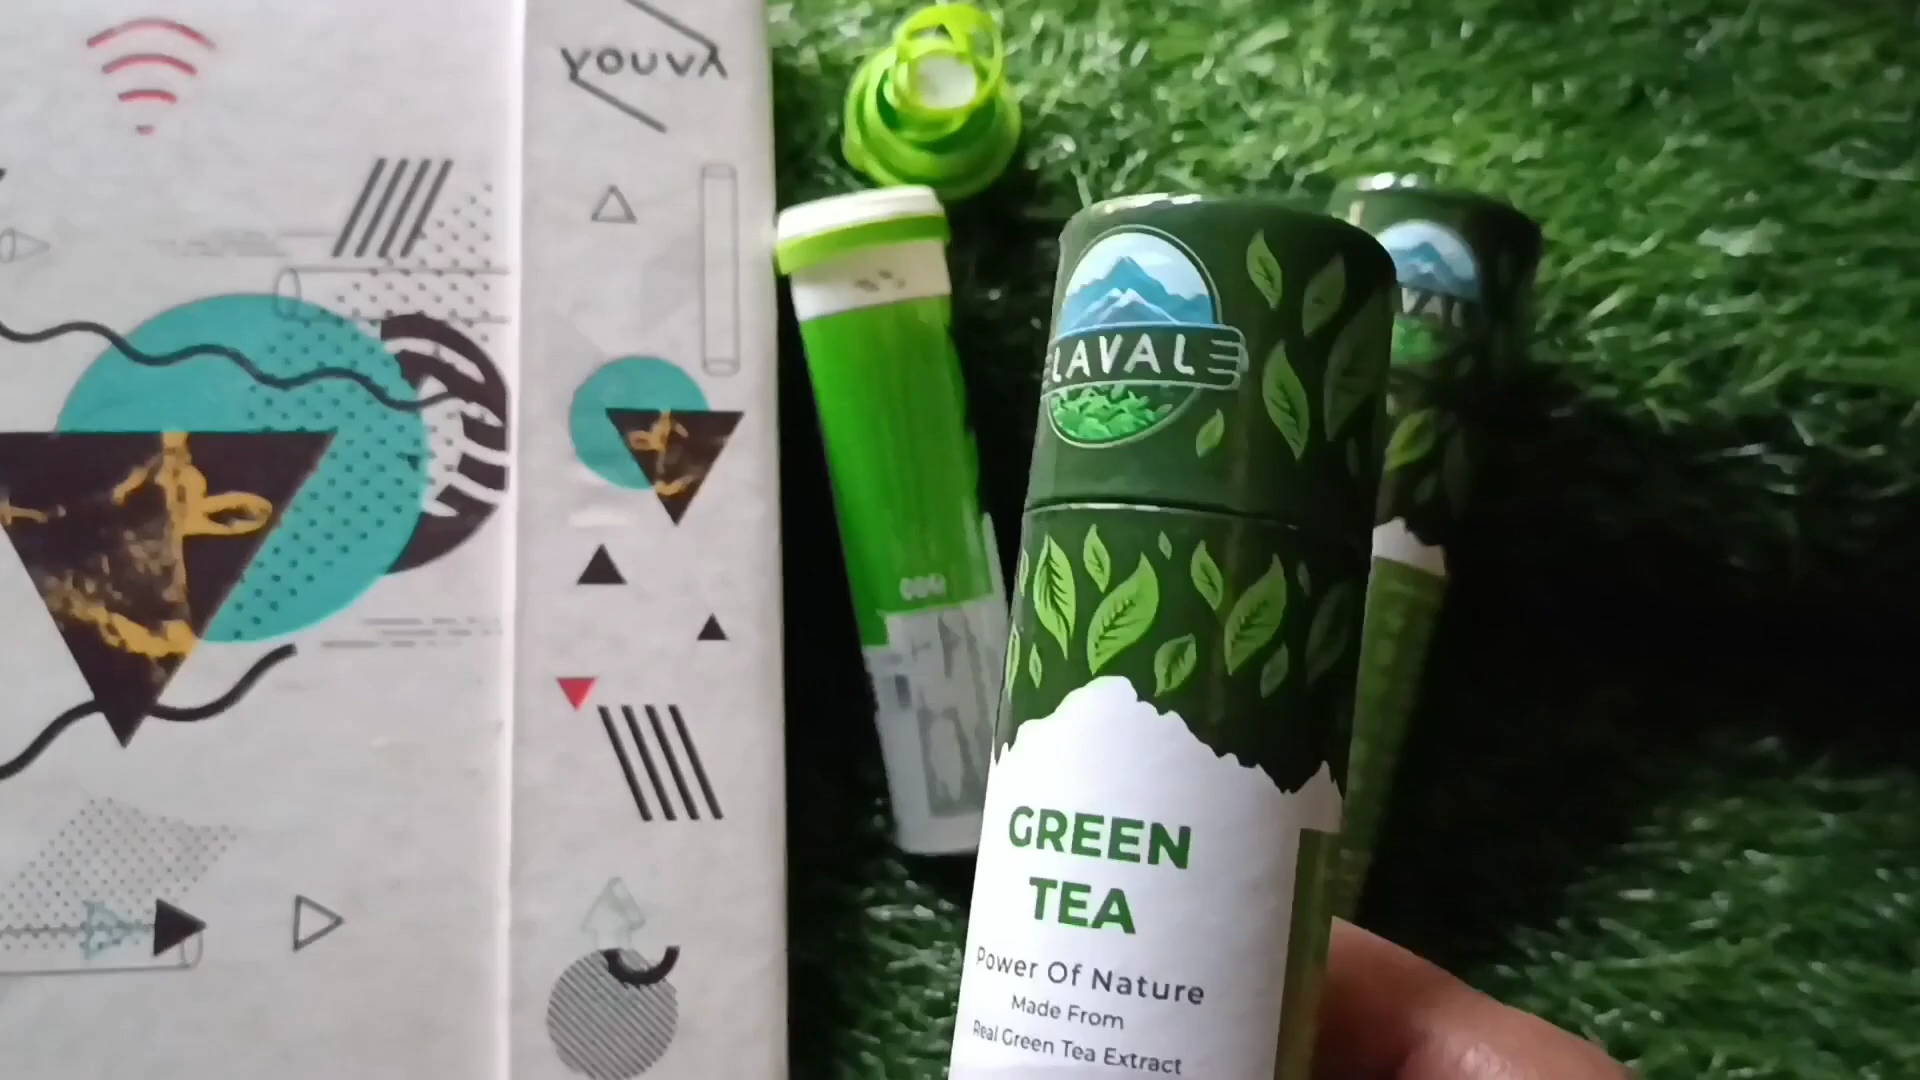 YOUVA
LAVAL
GREEN
TEA
Power Of Nature
Made From
Real Green Tea Extract